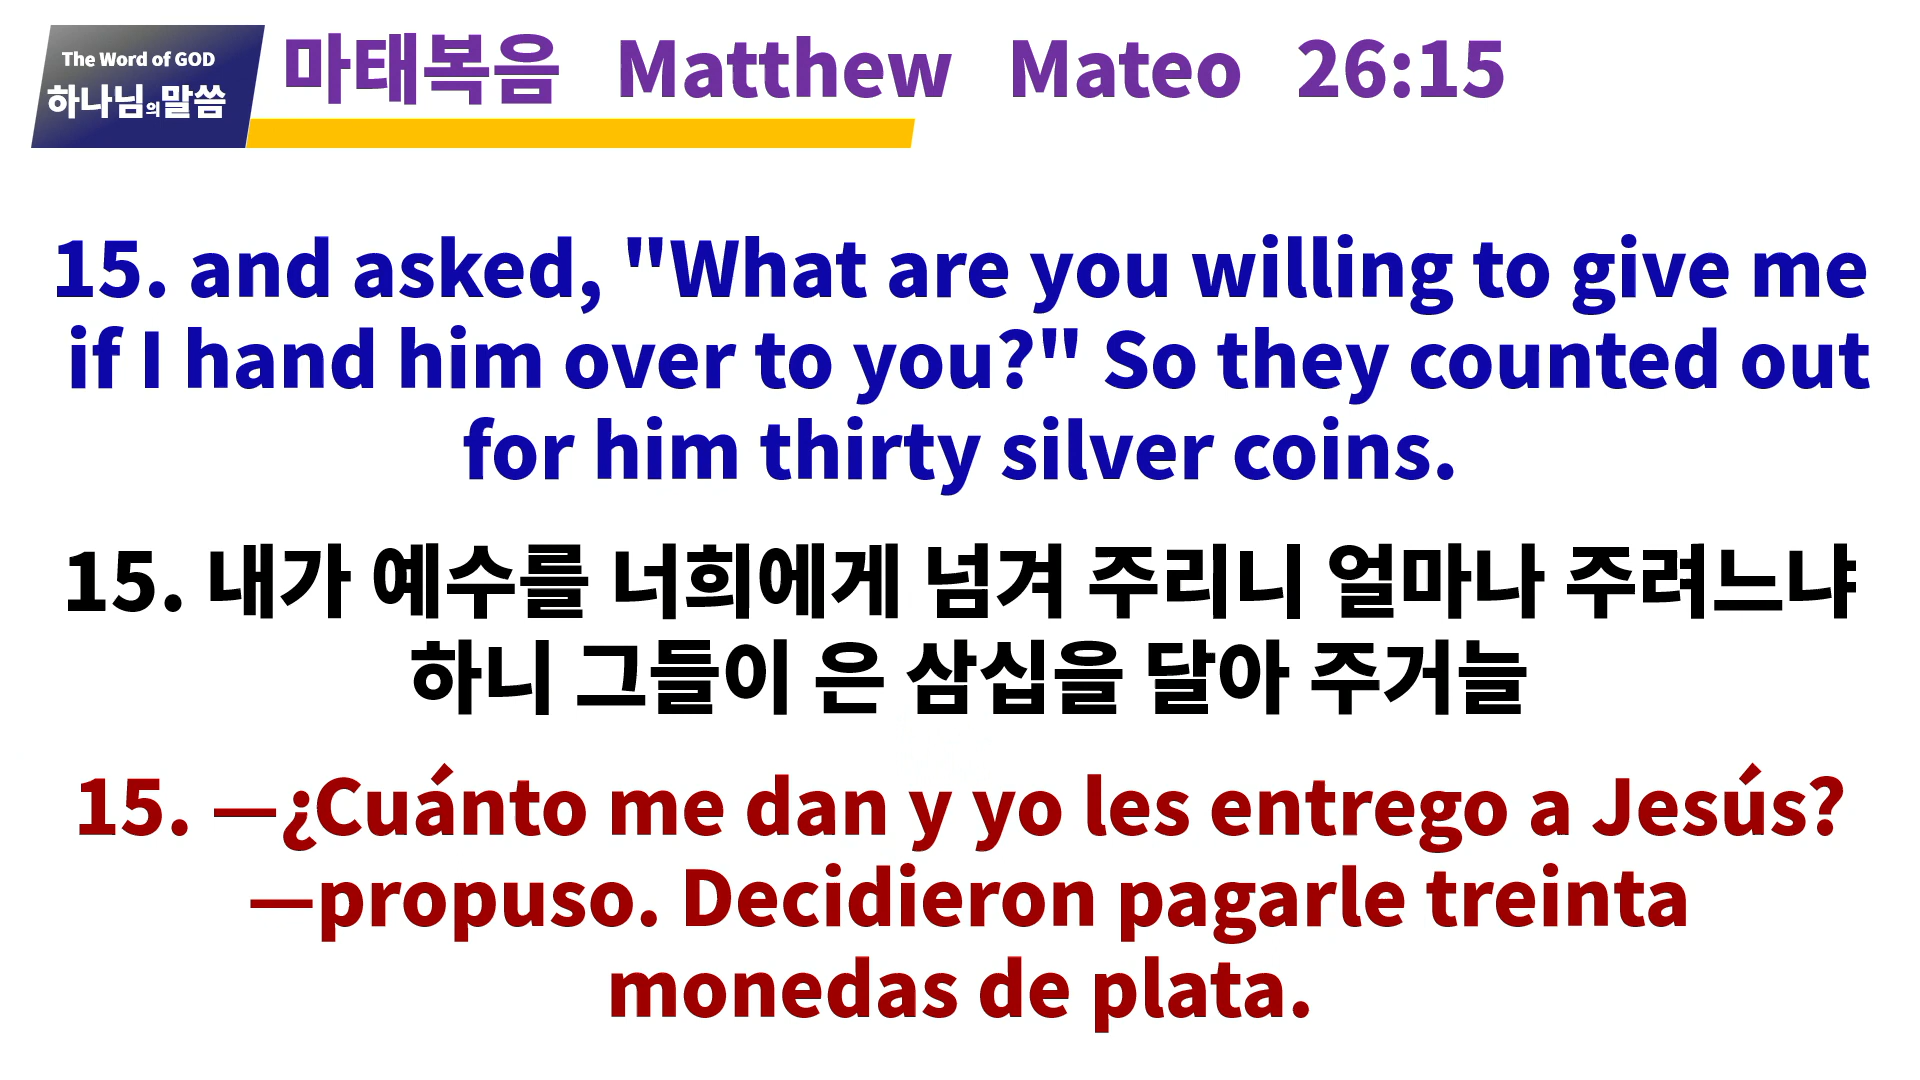 The Word of GOD
하나님의말씀
마태복음 Matthew Mateo 26:15
15. and asked, "What are you willing to give me
if I hand him over to you?" So they counted out
for him thirty silver coins.
15. 내가 예수를 너희에게 넘겨 주리니 얼마나 주려느냐
하니 그들이 은 삼십을 달아 주거늘
15. —¿Cuánto me dan y yo les entrego a Jesús?
—propuso. Decidieron pagarle treinta
monedas de plata.